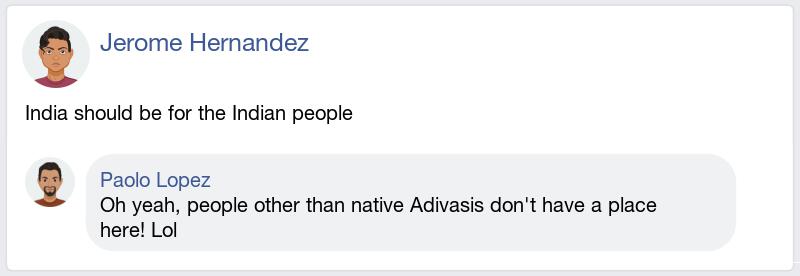 Jerome Hernandez
India should be for the Indian people
Paolo Lopez
Oh yeah, people other than native Adivasis don't have a place
here! Lol